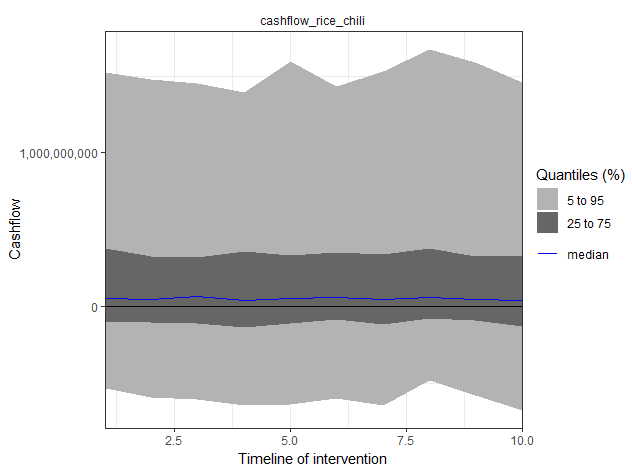 cashflow_rice_chili
Cashflow
1,000,000,000
0
2.5
5.0
7.5
10.0
Timeline of intervention
Quantiles (%)
5 to 95
25 to 75
median